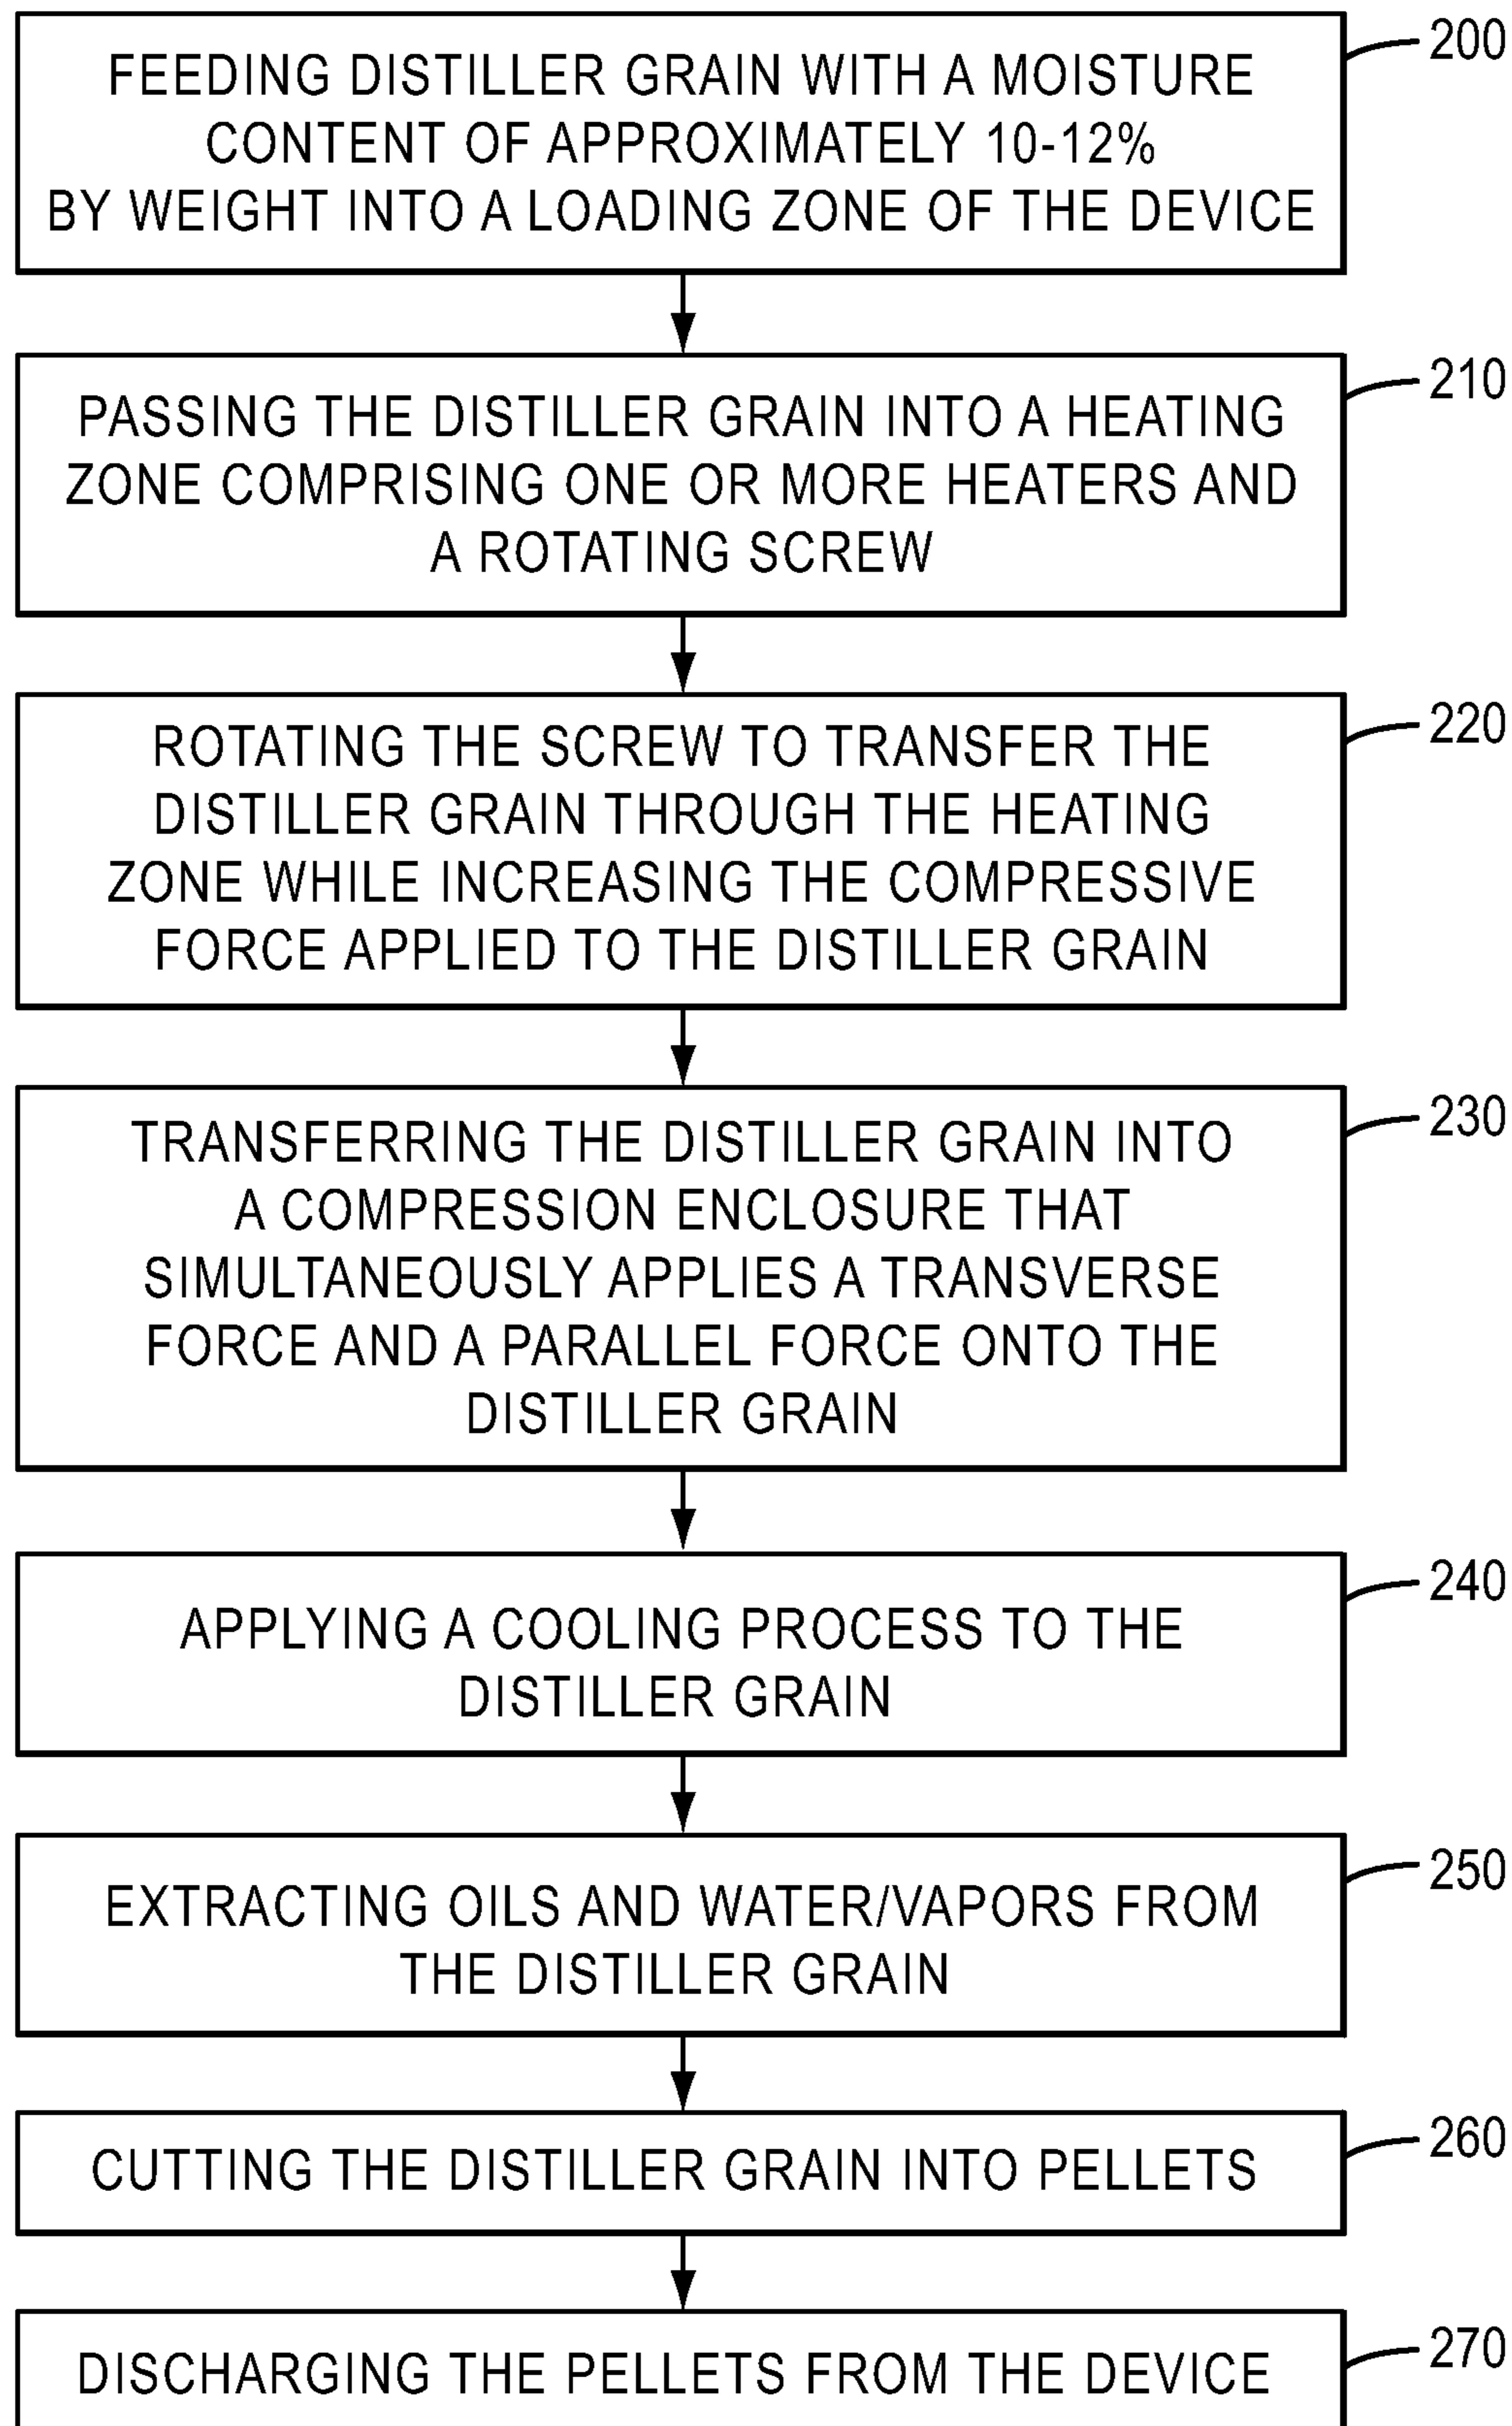 FEEDING DISTILLER GRAIN WITH A MOISTURE
CONTENT OF APPROXIMATELY 10-12%
BY WEIGHT INTO A LOADING ZONE OF THE DEVICE
200
PASSING THE DISTILLER GRAIN INTO A HEATING
ZONE COMPRISING ONE OR MORE HEATERS AND
A ROTATING SCREW
210
ROTATING THE SCREW TO TRANSFER THE
DISTILLER GRAIN THROUGH THE HEATING
ZONE WHILE INCREASING THE COMPRESSIVE
FORCE APPLIED TO THE DISTILLER GRAIN
220
TRANSFERRING THE DISTILLER GRAIN INTO
A COMPRESSION ENCLOSURE THAT
SIMULTANEOUSLY APPLIES A TRANSVERSE
FORCE AND A PARALLEL FORCE ONTO THE
DISTILLER GRAIN
230
APPLYING A COOLING PROCESS TO THE
DISTILLER GRAIN
240
EXTRACTING OILS AND WATER/VAPORS FROM
THE DISTILLER GRAIN
250
CUTTING THE DISTILLER GRAIN INTO PELLETS
260
DISCHARGING THE PELLETS FROM THE DEVICE
270